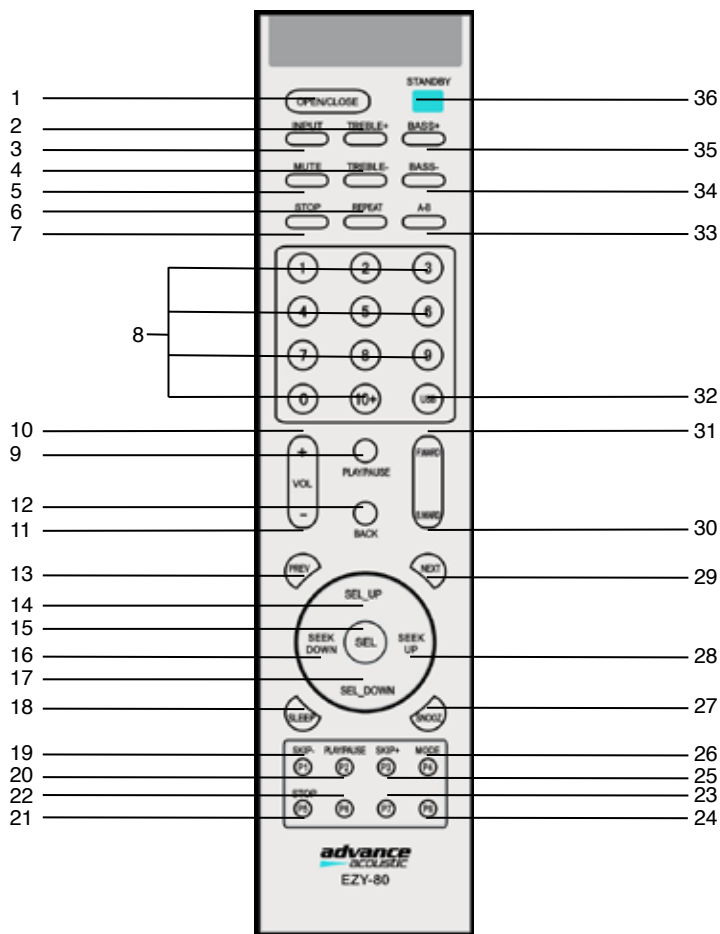 STANDBY
1 OPEN/CLOSE 36
2 INPUT TREBLE+ BASS+
3 35
4 MUTE TREBLE- BASS-
5 34
6 STOP REPEAT A-B
7 33
1 2 3
4 5 6
8
7 8 9
0 10+ USB 32
10 31
9 + F.WARD
PLAY/PAUSE
VOL
12 - R.WARD
11 BACK 30
13 PREV NEXT 29
14 SEL_UP
15
16 SEEK DOWN SEL SEEK UP 28
17
SEL_DOWN
18 SLEEP SNOOZ 27
19 SKIP- PLAY/PAUSE SKIP+ MODE 26
20 P1 P2 P3 P4 25
22 STOP 23
21 P5 P6 P7 P8 24
advance
acoustic
EZY-80